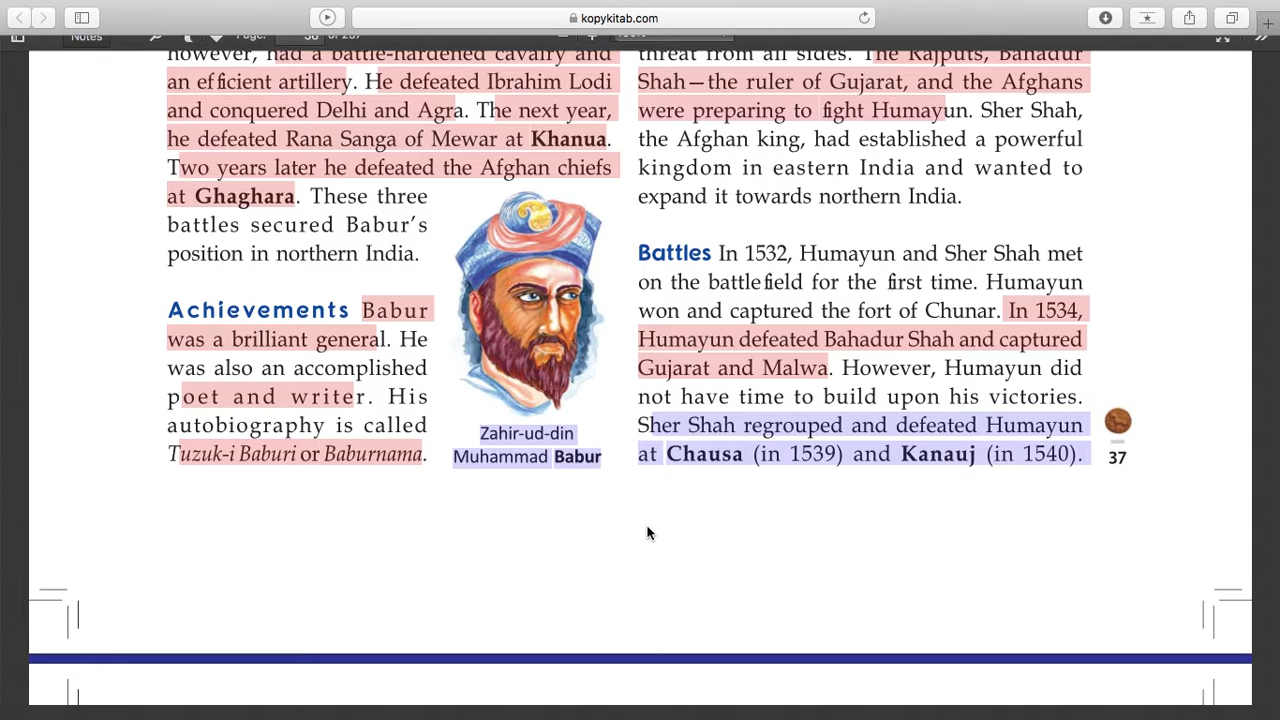 kopykitab.com
Notes
Page:
however, had a battle-hardened cavalry and
an efficient artillery. He defeated Ibrahim Lodi
and conquered Delhi and Agra. The next year,
he defeated Rana Sanga of Mewar at Khanua.
Two years later he defeated the Afghan chiefs
at Ghaghara. These three
battles secured Babur’s
position in northern India.
Achievements Babur
was a brilliant general. He
was also an accomplished
poet and writer. His
autobiography is called
Tuzuk-i Baburi or Baburnama.
Zahir-ud-din
Muhammad Babur
threat from all sides. The Rajputs, Bahadur
Shah—the ruler of Gujarat, and the Afghans
were preparing to fight Humayun. Sher Shah,
the Afghan king, had established a powerful
kingdom in eastern India and wanted to
expand it towards northern India.
Battles In 1532, Humayun and Sher Shah met
on the battlefield for the first time. Humayun
won and captured the fort of Chunar. In 1534,
Humayun defeated Bahadur Shah and captured
Gujarat and Malwa. However, Humayun did
not have time to build upon his victories.
Sher Shah regrouped and defeated Humayun
at Chausa (in 1539) and Kanauj (in 1540).
37